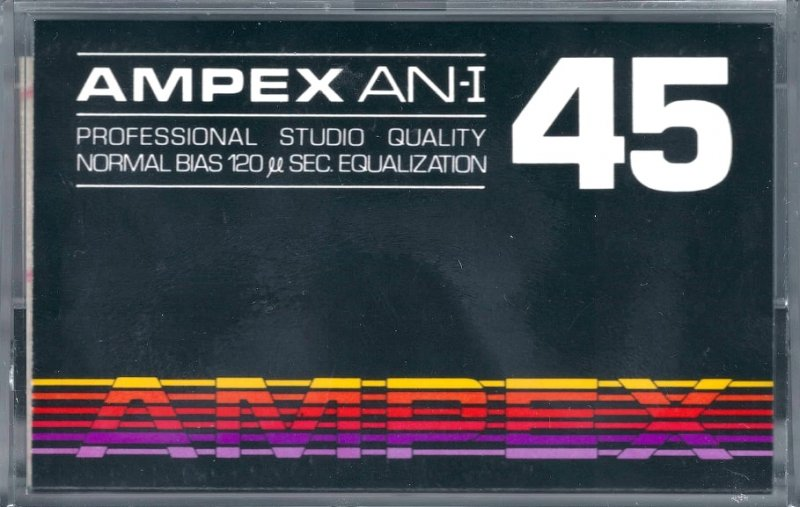 AMPEX AN-I
45
PROFESSIONAL STUDIO QUALITY
NORMAL BIAS 120 µ SEC. EQUALIZATION
AMPEX